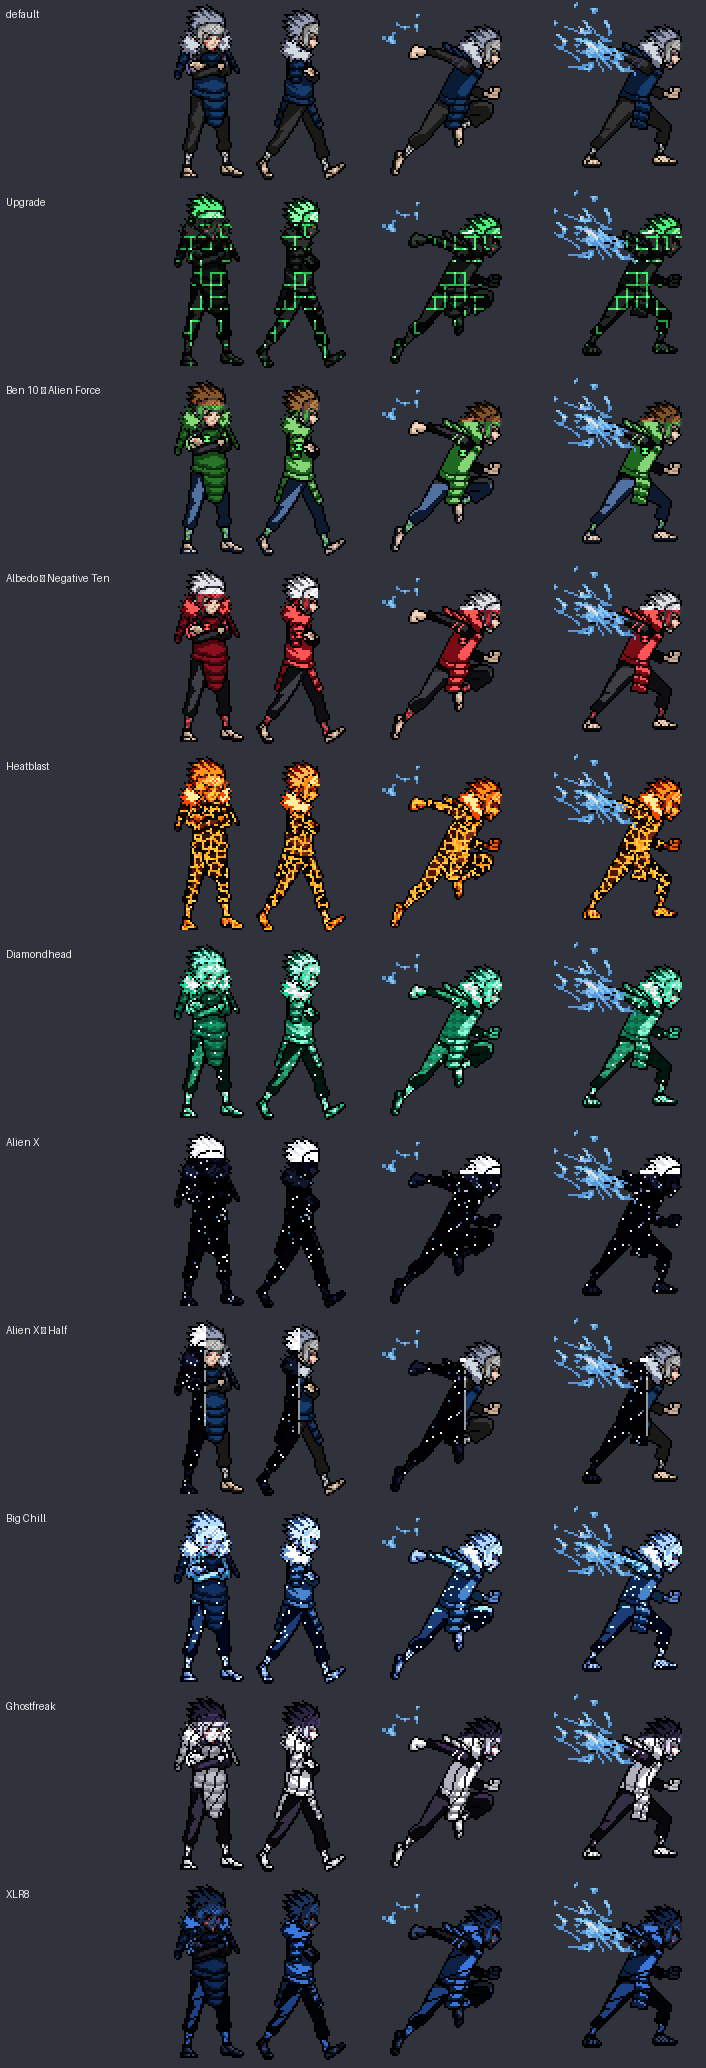 default
Upgrade
Ben 10 ▯ Alien Force
Albedo ▯ Negative Ten
Heatblast
Diamondhead
Alien X
Alien X ▯ Half
Big Chill
Ghostfreak
XLR8